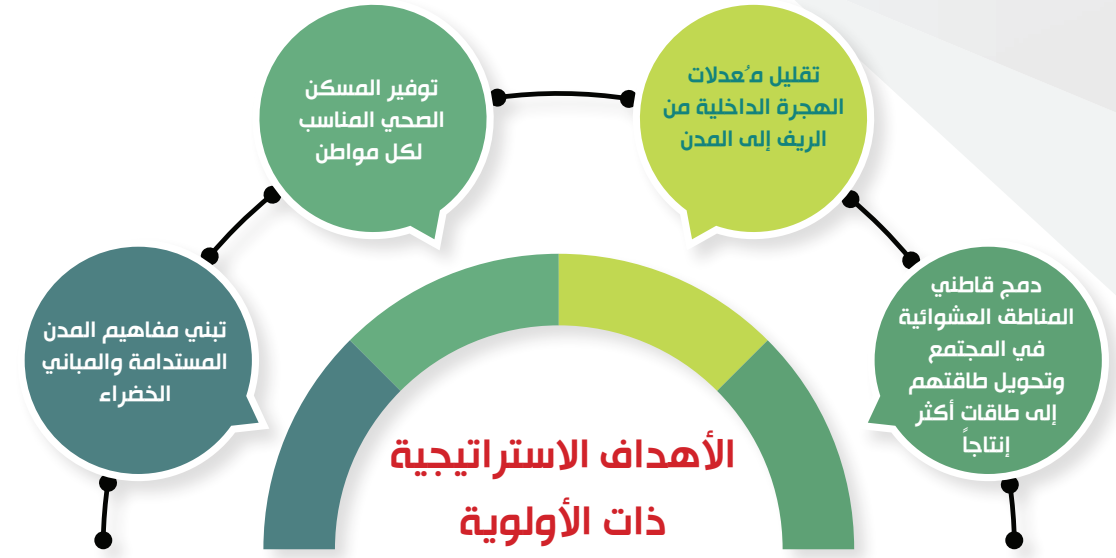 توفير المسكن
الصحي المناسب
لكل مواطن
تقليل مُعدلات
الهجرة الداخلية من
الريف إلى المدن
دمج قاطني
المناطق العشوائية
في المجتمع
وتحويل طاقتهم
إلى طاقات أكثر
إنتاجاً
تبني مفاهيم المدن
المستدامة والمباني
الخضراء
الأهداف الاستراتيجية
ذات الأولوية